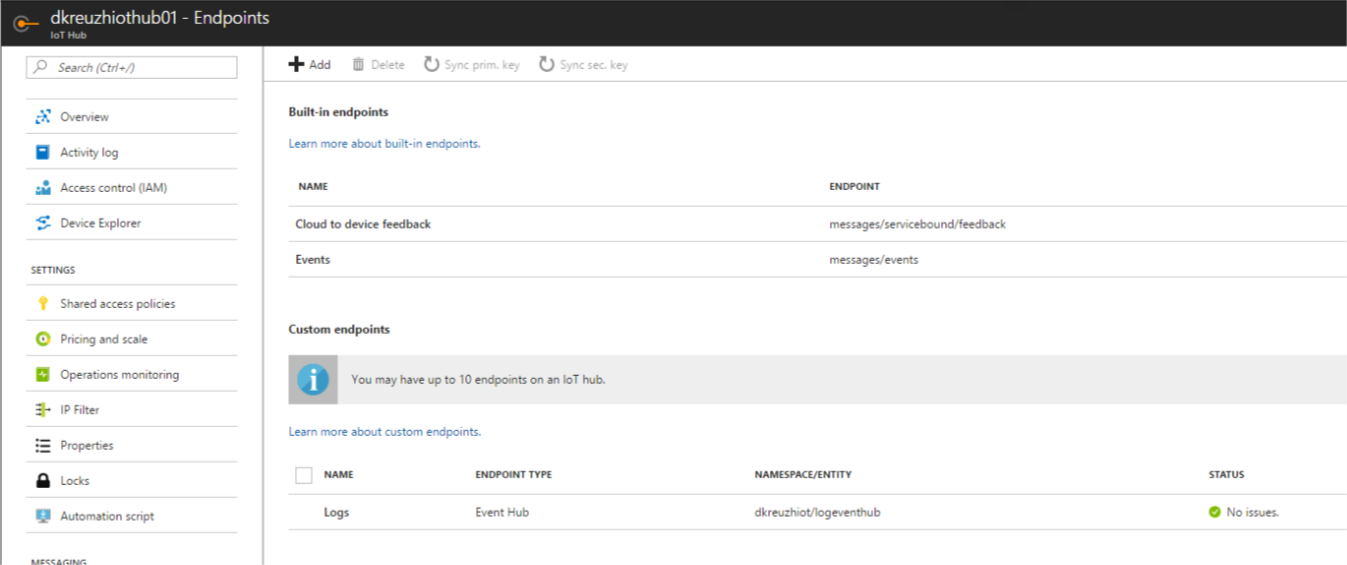 dkreuzhiothub01 - Endpoints
IoT Hub
Search (Ctrl+/)
Overview
Activity log
Access control (IAM)
Device Explorer
SETTINGS
Shared access policies
Pricing and scale
Operations monitoring
IP Filter
Properties
Locks
Automation script
MESSAGING
Add Delete Sync prim. key Sync sec. key
Built-in endpoints
Learn more about built-in endpoints.
NAME ENDPOINT
Cloud to device feedback messages/servicebound/feedback
Events messages/events
Custom endpoints
You may have up to 10 endpoints on an IoT hub.
Learn more about custom endpoints.
NAME ENDPOINT TYPE NAMESPACE/ENTITY STATUS
Logs Event Hub dkreuzhiot/logeventhub No issues.